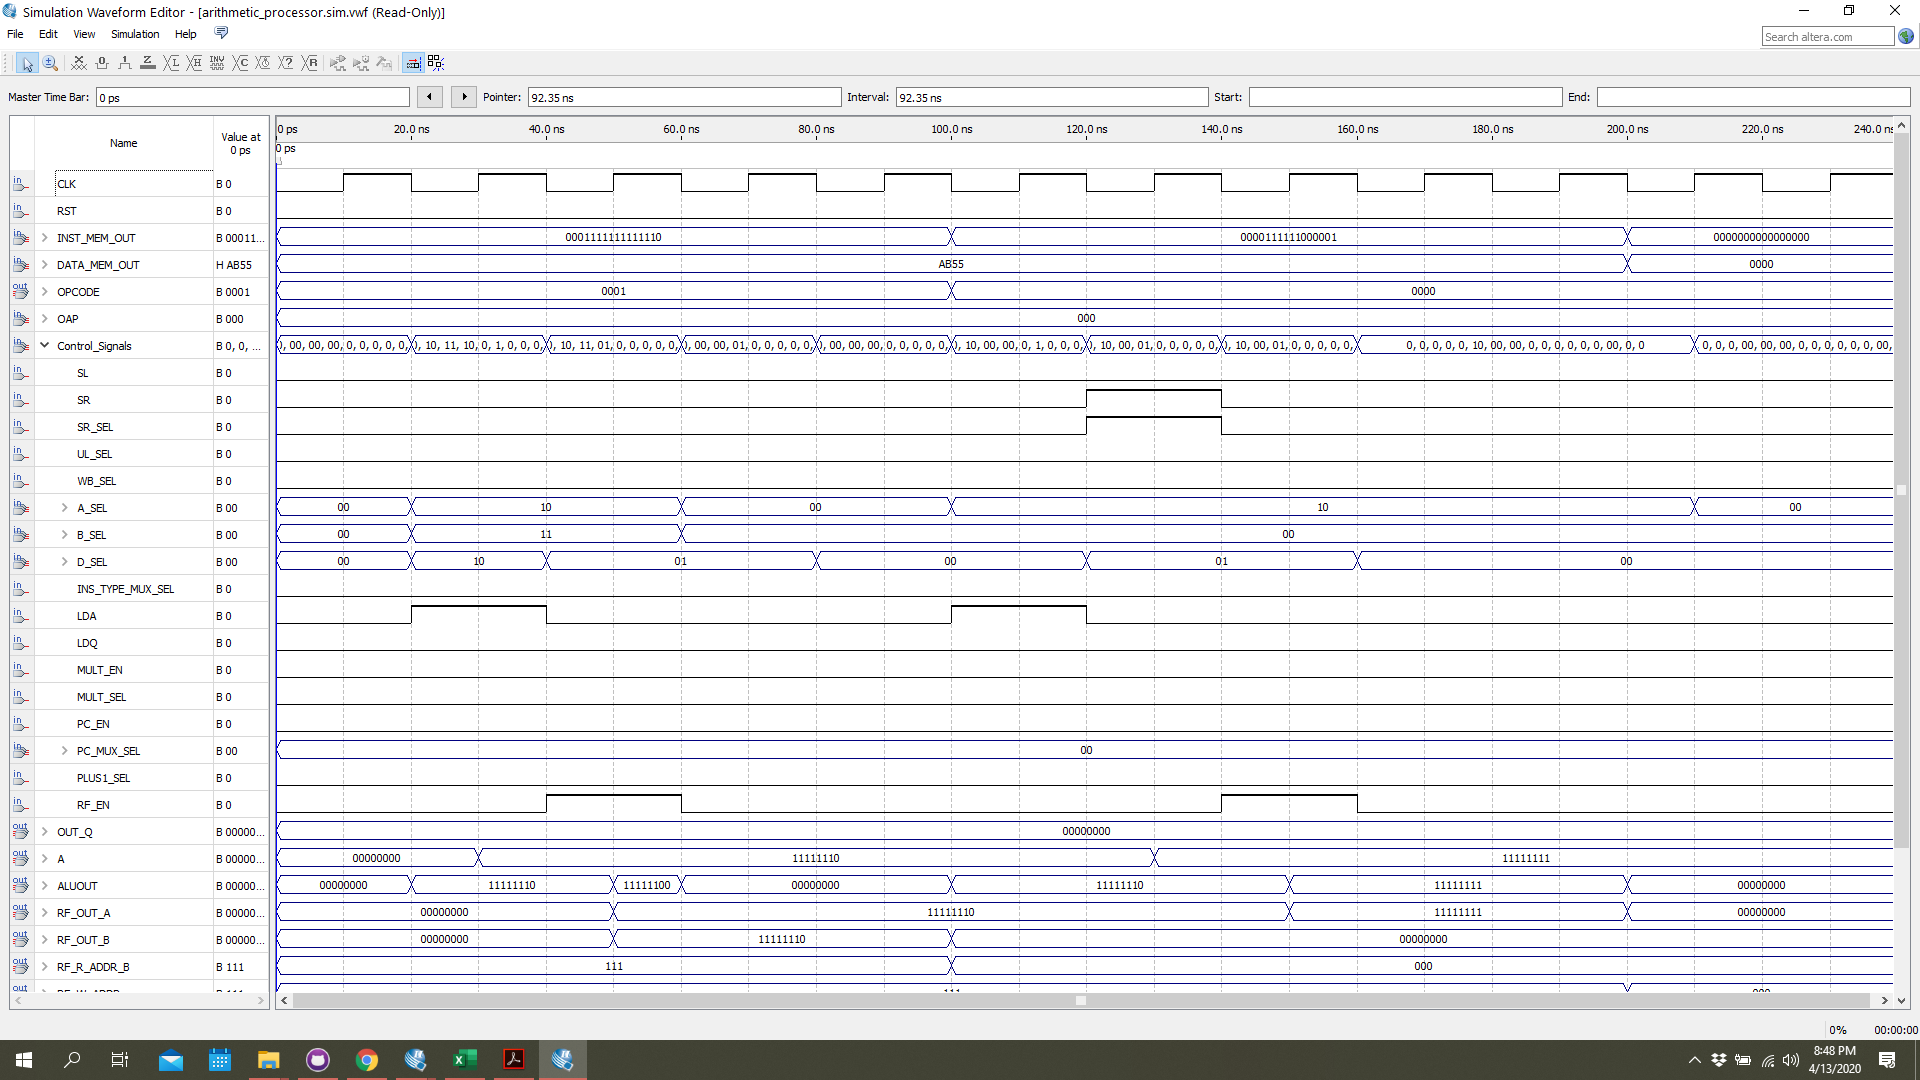 Simulation Waveform Editor - [arithmetic_processor.sim.vwf (Read-Only)]
File Edit View Simulation Help
Search altera.com
Master Time Bar: 0 ps Pointer: 92.35 ns Interval: 92.35 ns Start: End:
Name Value at 0 ps
0 ps 20.0 ns 40.0 ns 60.0 ns 80.0 ns 100.0 ns 120.0 ns 140.0 ns 160.0 ns 180.0 ns 200.0 ns 220.0 ns 240.0 ns
0 ps
CLK B 0
RST B 0
INST_MEM_OUT B 00011... 0001111111111110 0000111111000001 0000000000000000
DATA_MEM_OUT H AB55 AB55 0000
OPCODE B 0001 0001 0000
OAP B 000 000
Control_Signals B 0, 0, ... ), 00, 00, 00, 0, 0, 0, 0, 0, ), 10, 11, 10, 0, 1, 0, 0, 0, ), 10, 11, 01, 0, 0, 0, 0, 0, ), 00, 00, 01, 0, 0, 0, 0, 0, ), 00, 00, 00, 0, 0, 0, 0, 0, ), 10, 00, 00, 0, 1, 0, 0, 0, ), 10, 00, 01, 0, 0, 0, 0, 0, ), 10, 00, 01, 0, 0, 0, 0, 0, 0, 0, 0, 0, 0, 10, 00, 00, 0, 0, 0, 0, 0, 0, 00, 0, 0 0, 0, 0, 00, 00, 00, 0, 0, 0, 0, 0, 0, 00,
SL B 0
SR B 0
SR_SEL B 0
UL_SEL B 0
WB_SEL B 0
A_SEL B 00 00 10 00 10 00
B_SEL B 00 00 11 00
D_SEL B 00 00 10 01 00 01 00
INS_TYPE_MUX_SEL B 0
LDA B 0
LDQ B 0
MULT_EN B 0
MULT_SEL B 0
PC_EN B 0
PC_MUX_SEL B 00 00
PLUS1_SEL B 0
RF_EN B 0
OUT_Q B 00000... 00000000
A B 00000... 00000000 11111110 11111111
ALUOUT B 00000... 00000000 11111110 11111100 00000000 11111110 11111111 00000000
RF_OUT_A B 00000... 00000000 11111110 11111111 00000000
RF_OUT_B B 00000... 00000000 11111110 00000000
RF_R_ADDR_B B 111 111 000
0% 00:00:00
8:48 PM
4/13/2020